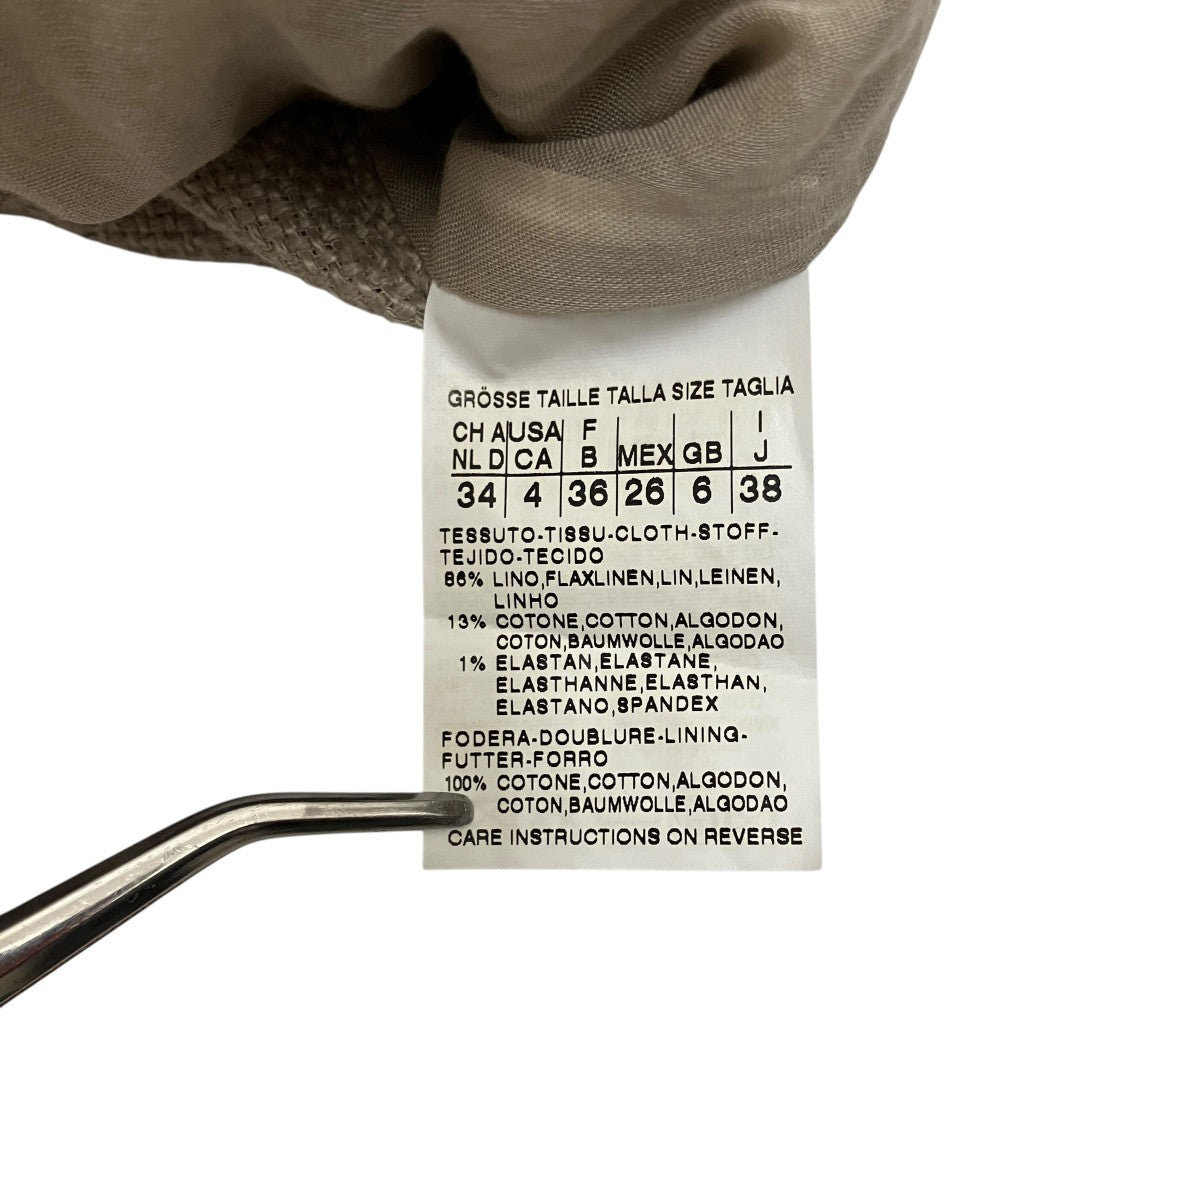 GRÖSSE TAILLE TALLA SIZE TAGLIA
CH A USA F I
NL D CA B MEX GB J
34 4 36 26 6 38
TESSUTO-TISSU-CLOTH-STOFF-
TEJIDO-TECIDO
86% LINO,FLAXLINEN,LIN,LEINEN,
LINHO
13% COTONE,COTTON,ALGODON,
COTON,BAUMWOLLE,ALGODAO
1% ELASTAN,ELASTANE,
ELASTHANNE,ELASTHAN,
ELASTANO,SPANDEX
FODERA-DOUBLURE-LINING-
FUTTER-FORRO
100% COTONE,COTTON,ALGODON,
COTON,BAUMWOLLE,ALGODAO
CARE INSTRUCTIONS ON REVERSE